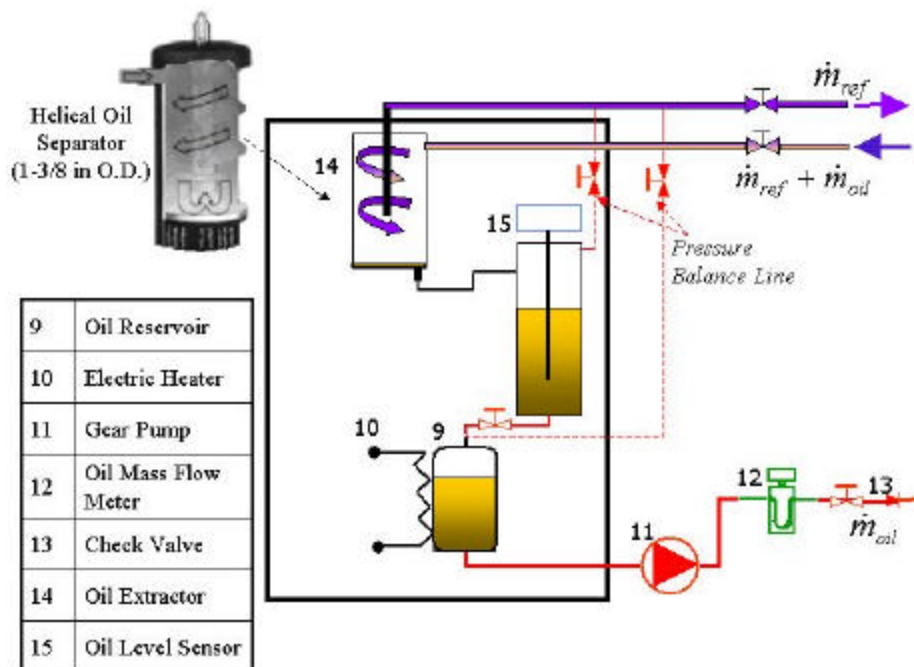 Helical Oil
Separator
(1-3/8 in O.D.)
14
ṁref
ṁref + ṁoil
15
Pressure
Balance Line
9 Oil Reservoir
10 Electric Heater
11 Gear Pump
12 Oil Mass Flow
Meter
13 Check Valve
14 Oil Extractor
15 Oil Level Sensor
10
9
12
13
11
ṁoil